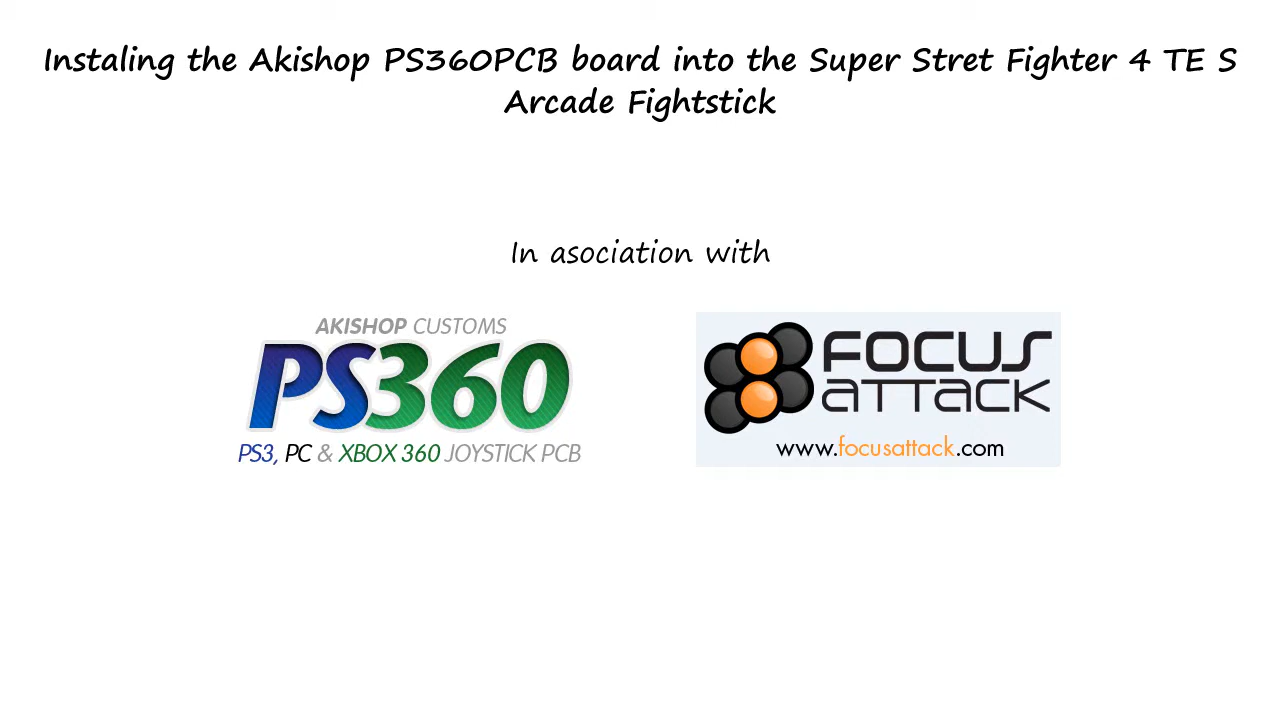 Instaling the Akishop PS360PCB board into the Super Stret Fighter 4 TE S
Arcade Fightstick
In asociation with
AKISHOP CUSTOMS
PS360
PS3, PC & XBOX 360 JOYSTICK PCB
FOCUS
ATTACK
www.focusattack.com